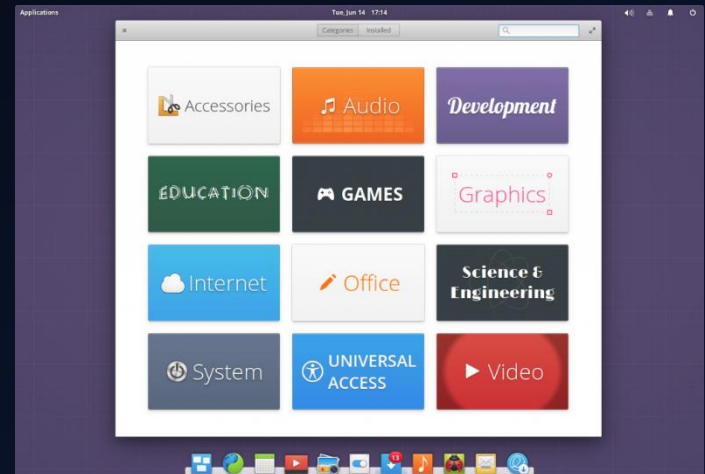 Applications
Tue, Jun 14 17:14
Categories Installed
Accessories
Audio
Development
EDUCATION
GAMES
Graphics
Internet
Office
Science &
Engineering
System
UNIVERSAL
ACCESS
Video
13